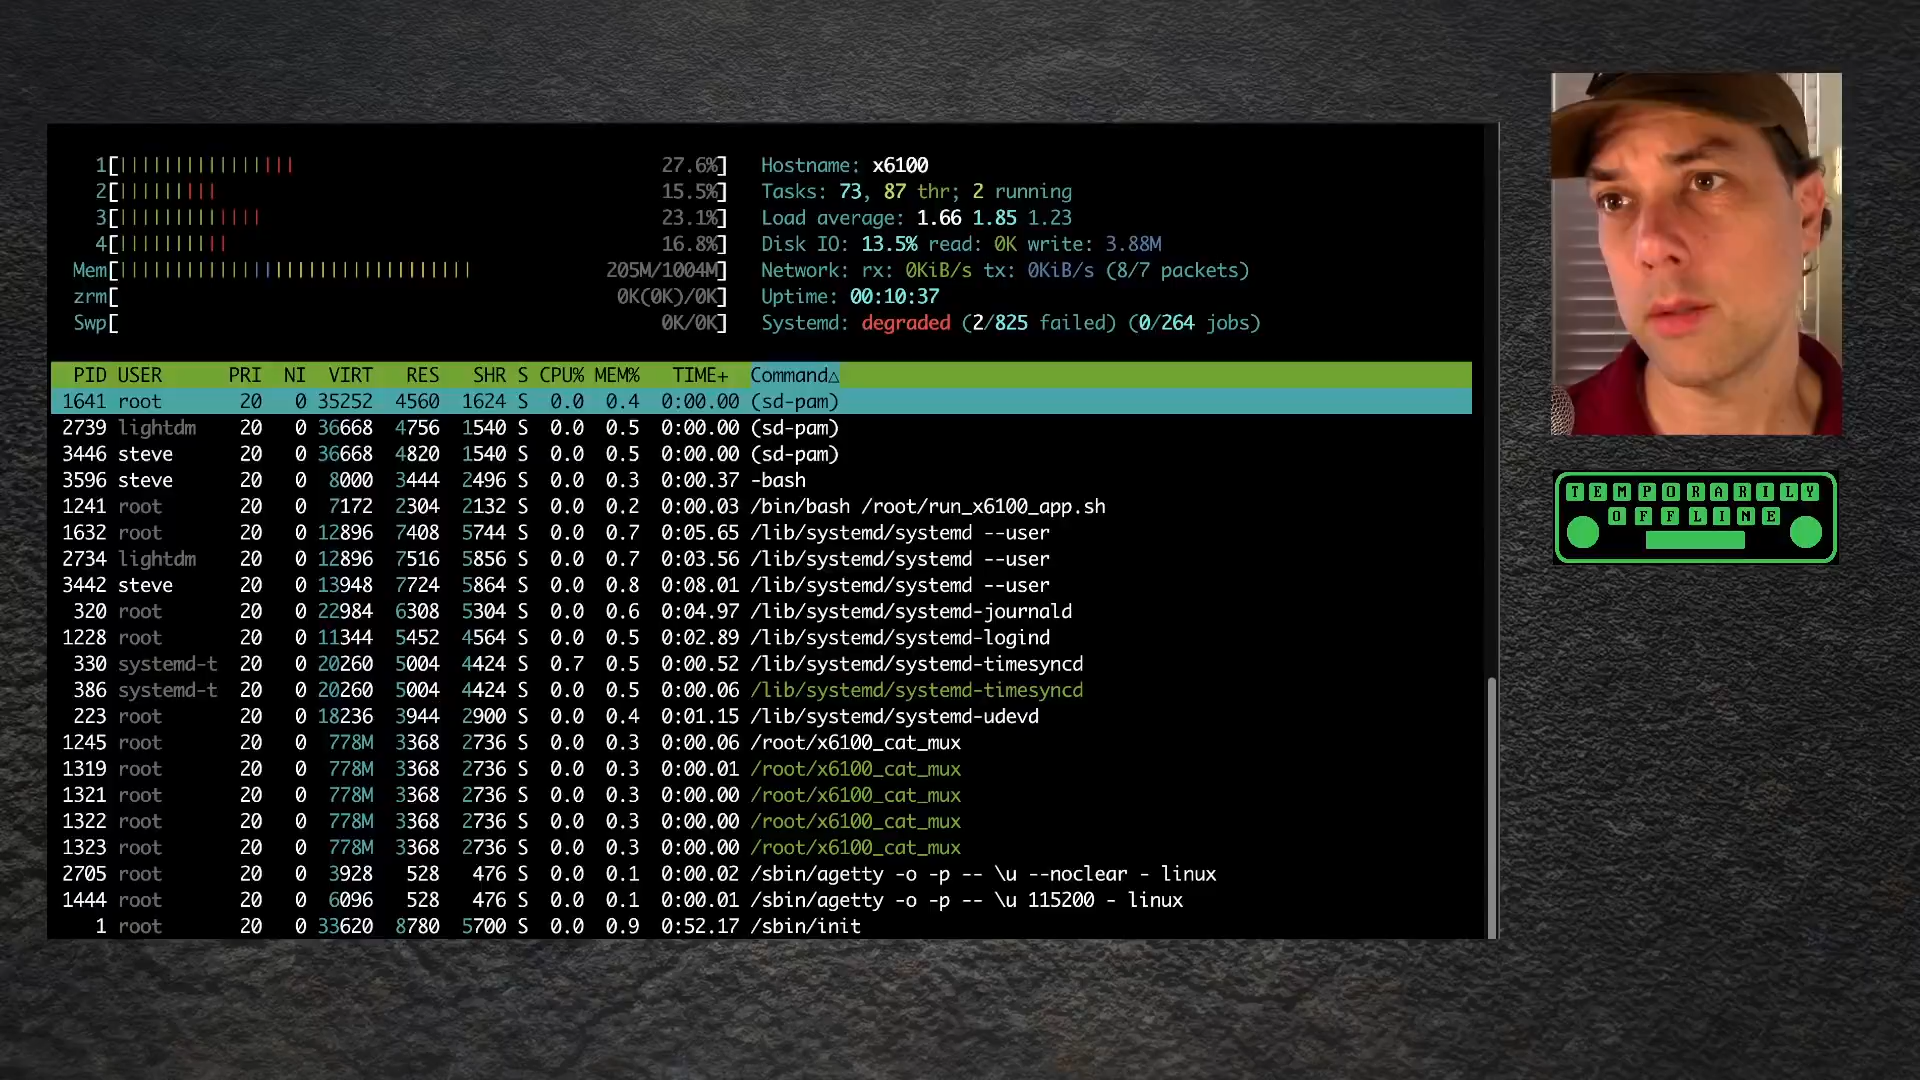 1[|||||||||||||||| 27.6%]
2[||||||||| 15.5%]
3[||||||||||||| 23.1%]
4[|||||||||| 16.8%]
Mem[|||||||||||||||||||||||||||||||| 205M/1004M]
zrm[ 0K(0K)/0K]
Swp[ 0K/0K]
Hostname: x6100
Tasks: 73, 87 thr; 2 running
Load average: 1.66 1.85 1.23
Disk IO: 13.5% read: 0K write: 3.88M
Network: rx: 0KiB/s tx: 0KiB/s (8/7 packets)
Uptime: 00:10:37
Systemd: degraded (2/825 failed) (0/264 jobs)
PID USER PRI NI VIRT RES SHR S CPU% MEM% TIME+ Command△
1641 root 20 0 35252 4560 1624 S 0.0 0.4 0:00.00 (sd-pam)
2739 lightdm 20 0 36668 4756 1540 S 0.0 0.5 0:00.00 (sd-pam)
3446 steve 20 0 36668 4820 1540 S 0.0 0.5 0:00.00 (sd-pam)
3596 steve 20 0 8000 3444 2496 S 0.0 0.3 0:00.37 -bash
1241 root 20 0 7172 2304 2132 S 0.0 0.2 0:00.03 /bin/bash /root/run_x6100_app.sh
1632 root 20 0 12896 7408 5744 S 0.0 0.7 0:05.65 /lib/systemd/systemd --user
2734 lightdm 20 0 12896 7516 5856 S 0.0 0.7 0:03.56 /lib/systemd/systemd --user
3442 steve 20 0 13948 7724 5864 S 0.0 0.8 0:08.01 /lib/systemd/systemd --user
320 root 20 0 22984 6308 5304 S 0.0 0.6 0:04.97 /lib/systemd/systemd-journald
1228 root 20 0 11344 5452 4564 S 0.0 0.5 0:02.89 /lib/systemd/systemd-logind
330 systemd-t 20 0 20260 5004 4424 S 0.7 0.5 0:00.52 /lib/systemd/systemd-timesyncd
386 systemd-t 20 0 20260 5004 4424 S 0.0 0.5 0:00.06 /lib/systemd/systemd-timesyncd
223 root 20 0 18236 3944 2900 S 0.0 0.4 0:01.15 /lib/systemd/systemd-udevd
1245 root 20 0 778M 3368 2736 S 0.0 0.3 0:00.06 /root/x6100_cat_mux
1319 root 20 0 778M 3368 2736 S 0.0 0.3 0:00.01 /root/x6100_cat_mux
1321 root 20 0 778M 3368 2736 S 0.0 0.3 0:00.00 /root/x6100_cat_mux
1322 root 20 0 778M 3368 2736 S 0.0 0.3 0:00.00 /root/x6100_cat_mux
1323 root 20 0 778M 3368 2736 S 0.0 0.3 0:00.00 /root/x6100_cat_mux
2705 root 20 0 3928 528 476 S 0.0 0.1 0:00.02 /sbin/agetty -o -p -- \u --noclear - linux
1444 root 20 0 6096 528 476 S 0.0 0.1 0:00.01 /sbin/agetty -o -p -- \u 115200 - linux
1 root 20 0 33620 8780 5700 S 0.0 0.9 0:52.17 /sbin/init
TEMPORARILY
OFFLINE